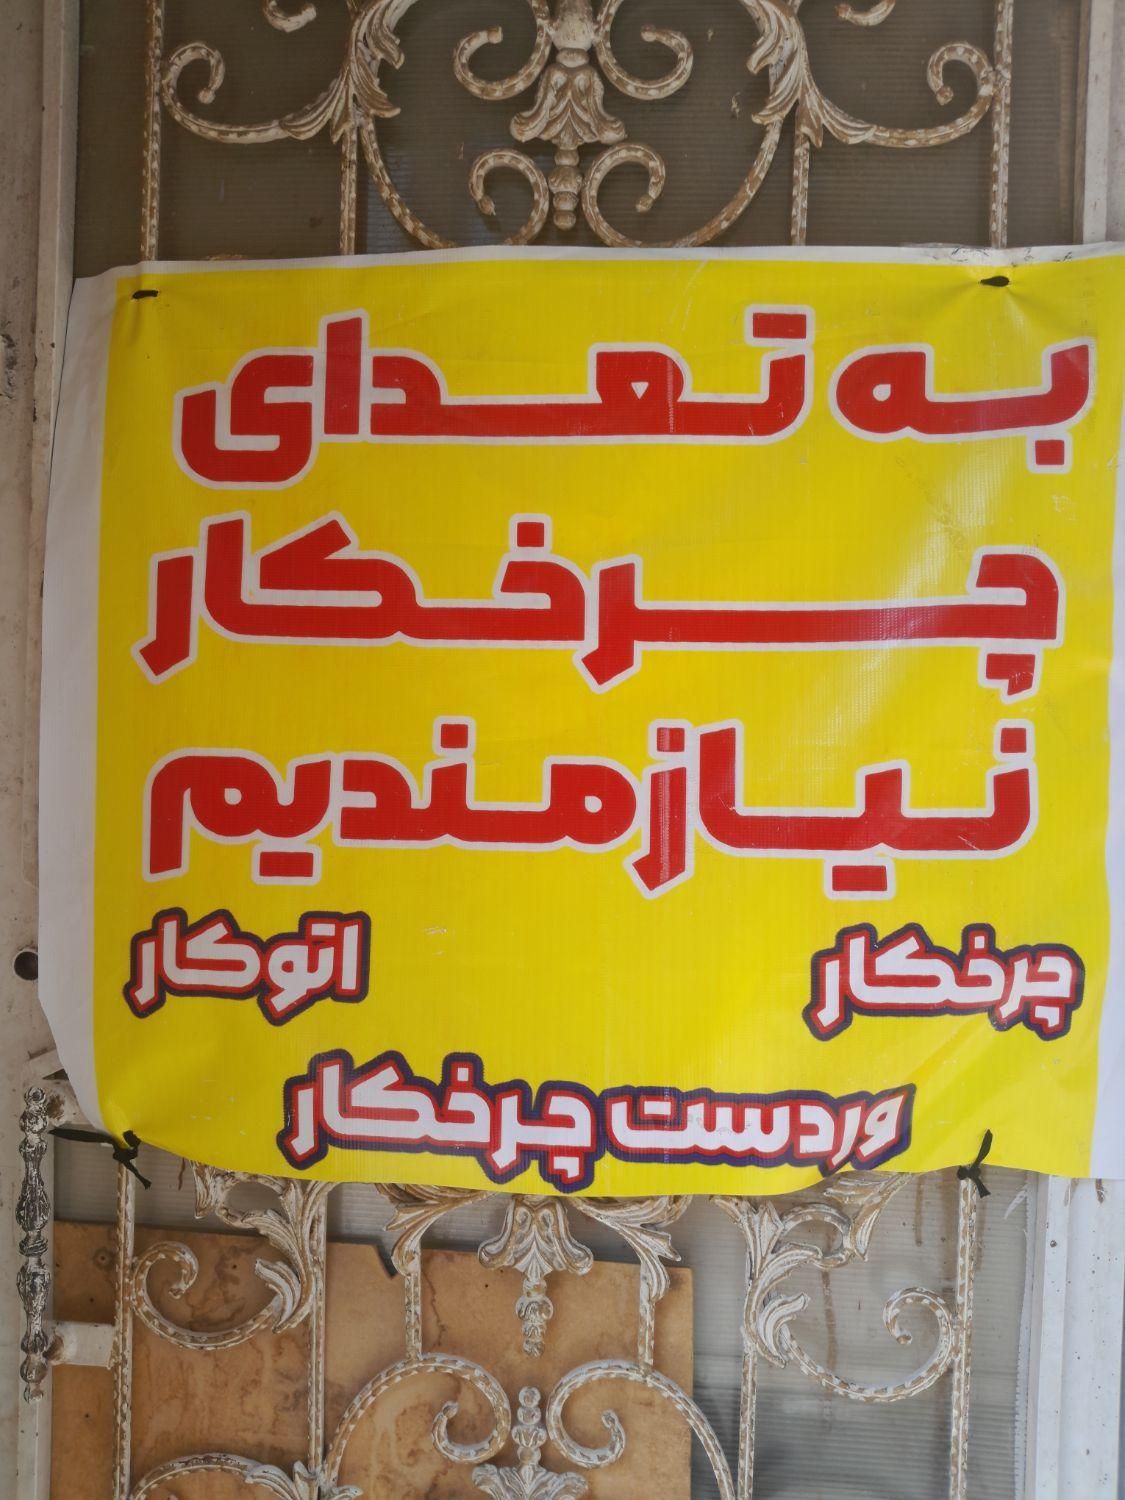 به تعدای
چرخکار
نیازمندیم
چرخکار اتوکار
وردست چرخکار